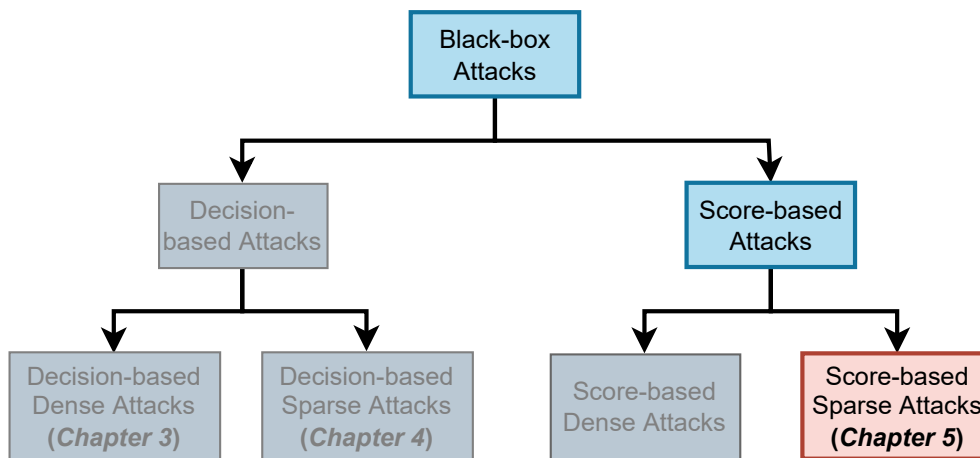 Black-box
Attacks
Decision-
based Attacks
Score-based
Attacks
Decision-based
Dense Attacks
(Chapter 3)
Decision-based
Sparse Attacks
(Chapter 4)
Score-based
Dense Attacks
Score-based
Sparse Attacks
(Chapter 5)